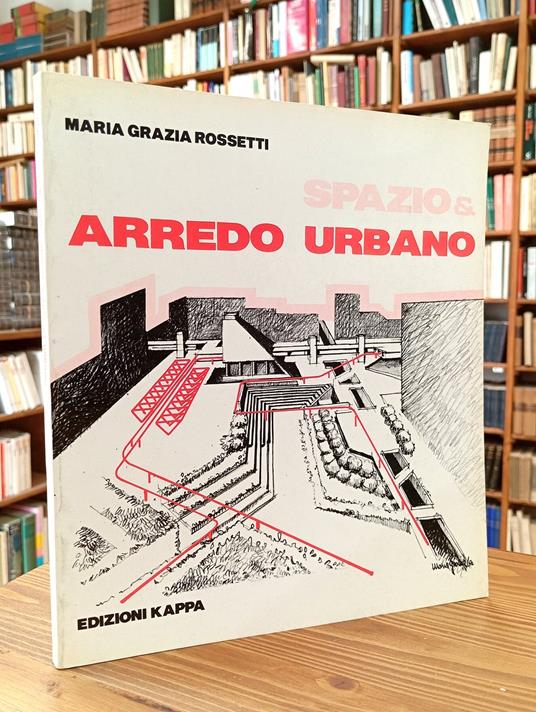 MARIA GRAZIA ROSSETTI
SPAZIO &
ARREDO URBANO
EDIZIONI KAPPA